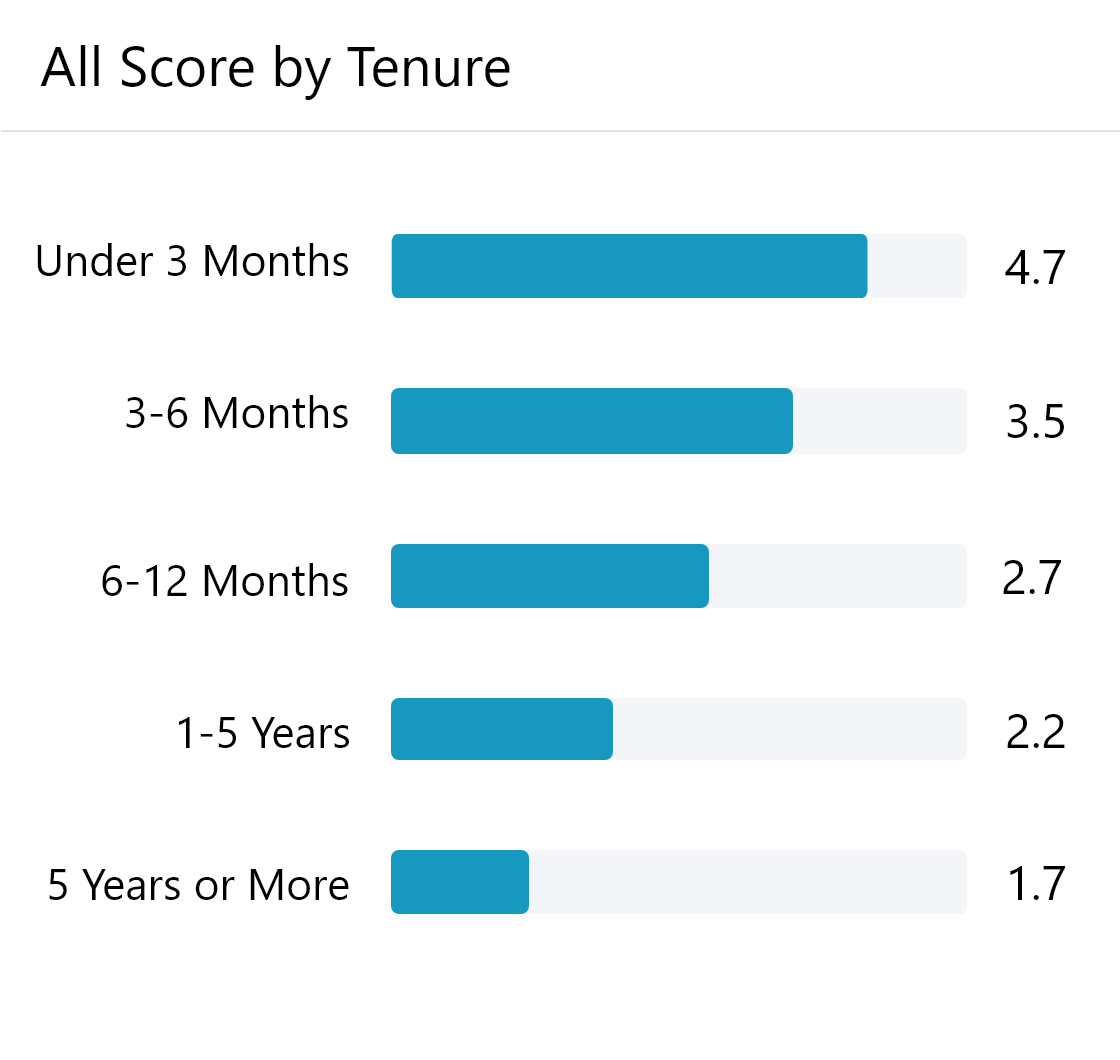 All Score by Tenure
Under 3 Months 4.7
3-6 Months 3.5
6-12 Months 2.7
1-5 Years 2.2
5 Years or More 1.7